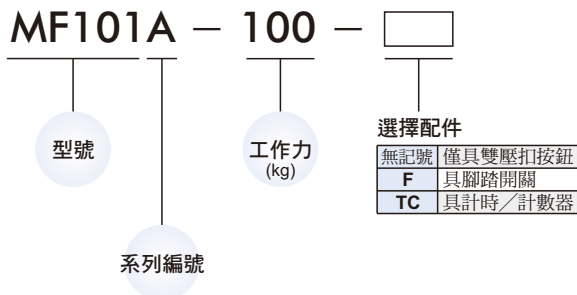 MF101A － 100 － □
型號
工作力
(kg)
系列編號
選擇配件
無記號 僅具雙壓扣按鈕
F 具腳踏開關
TC 具計時／計數器